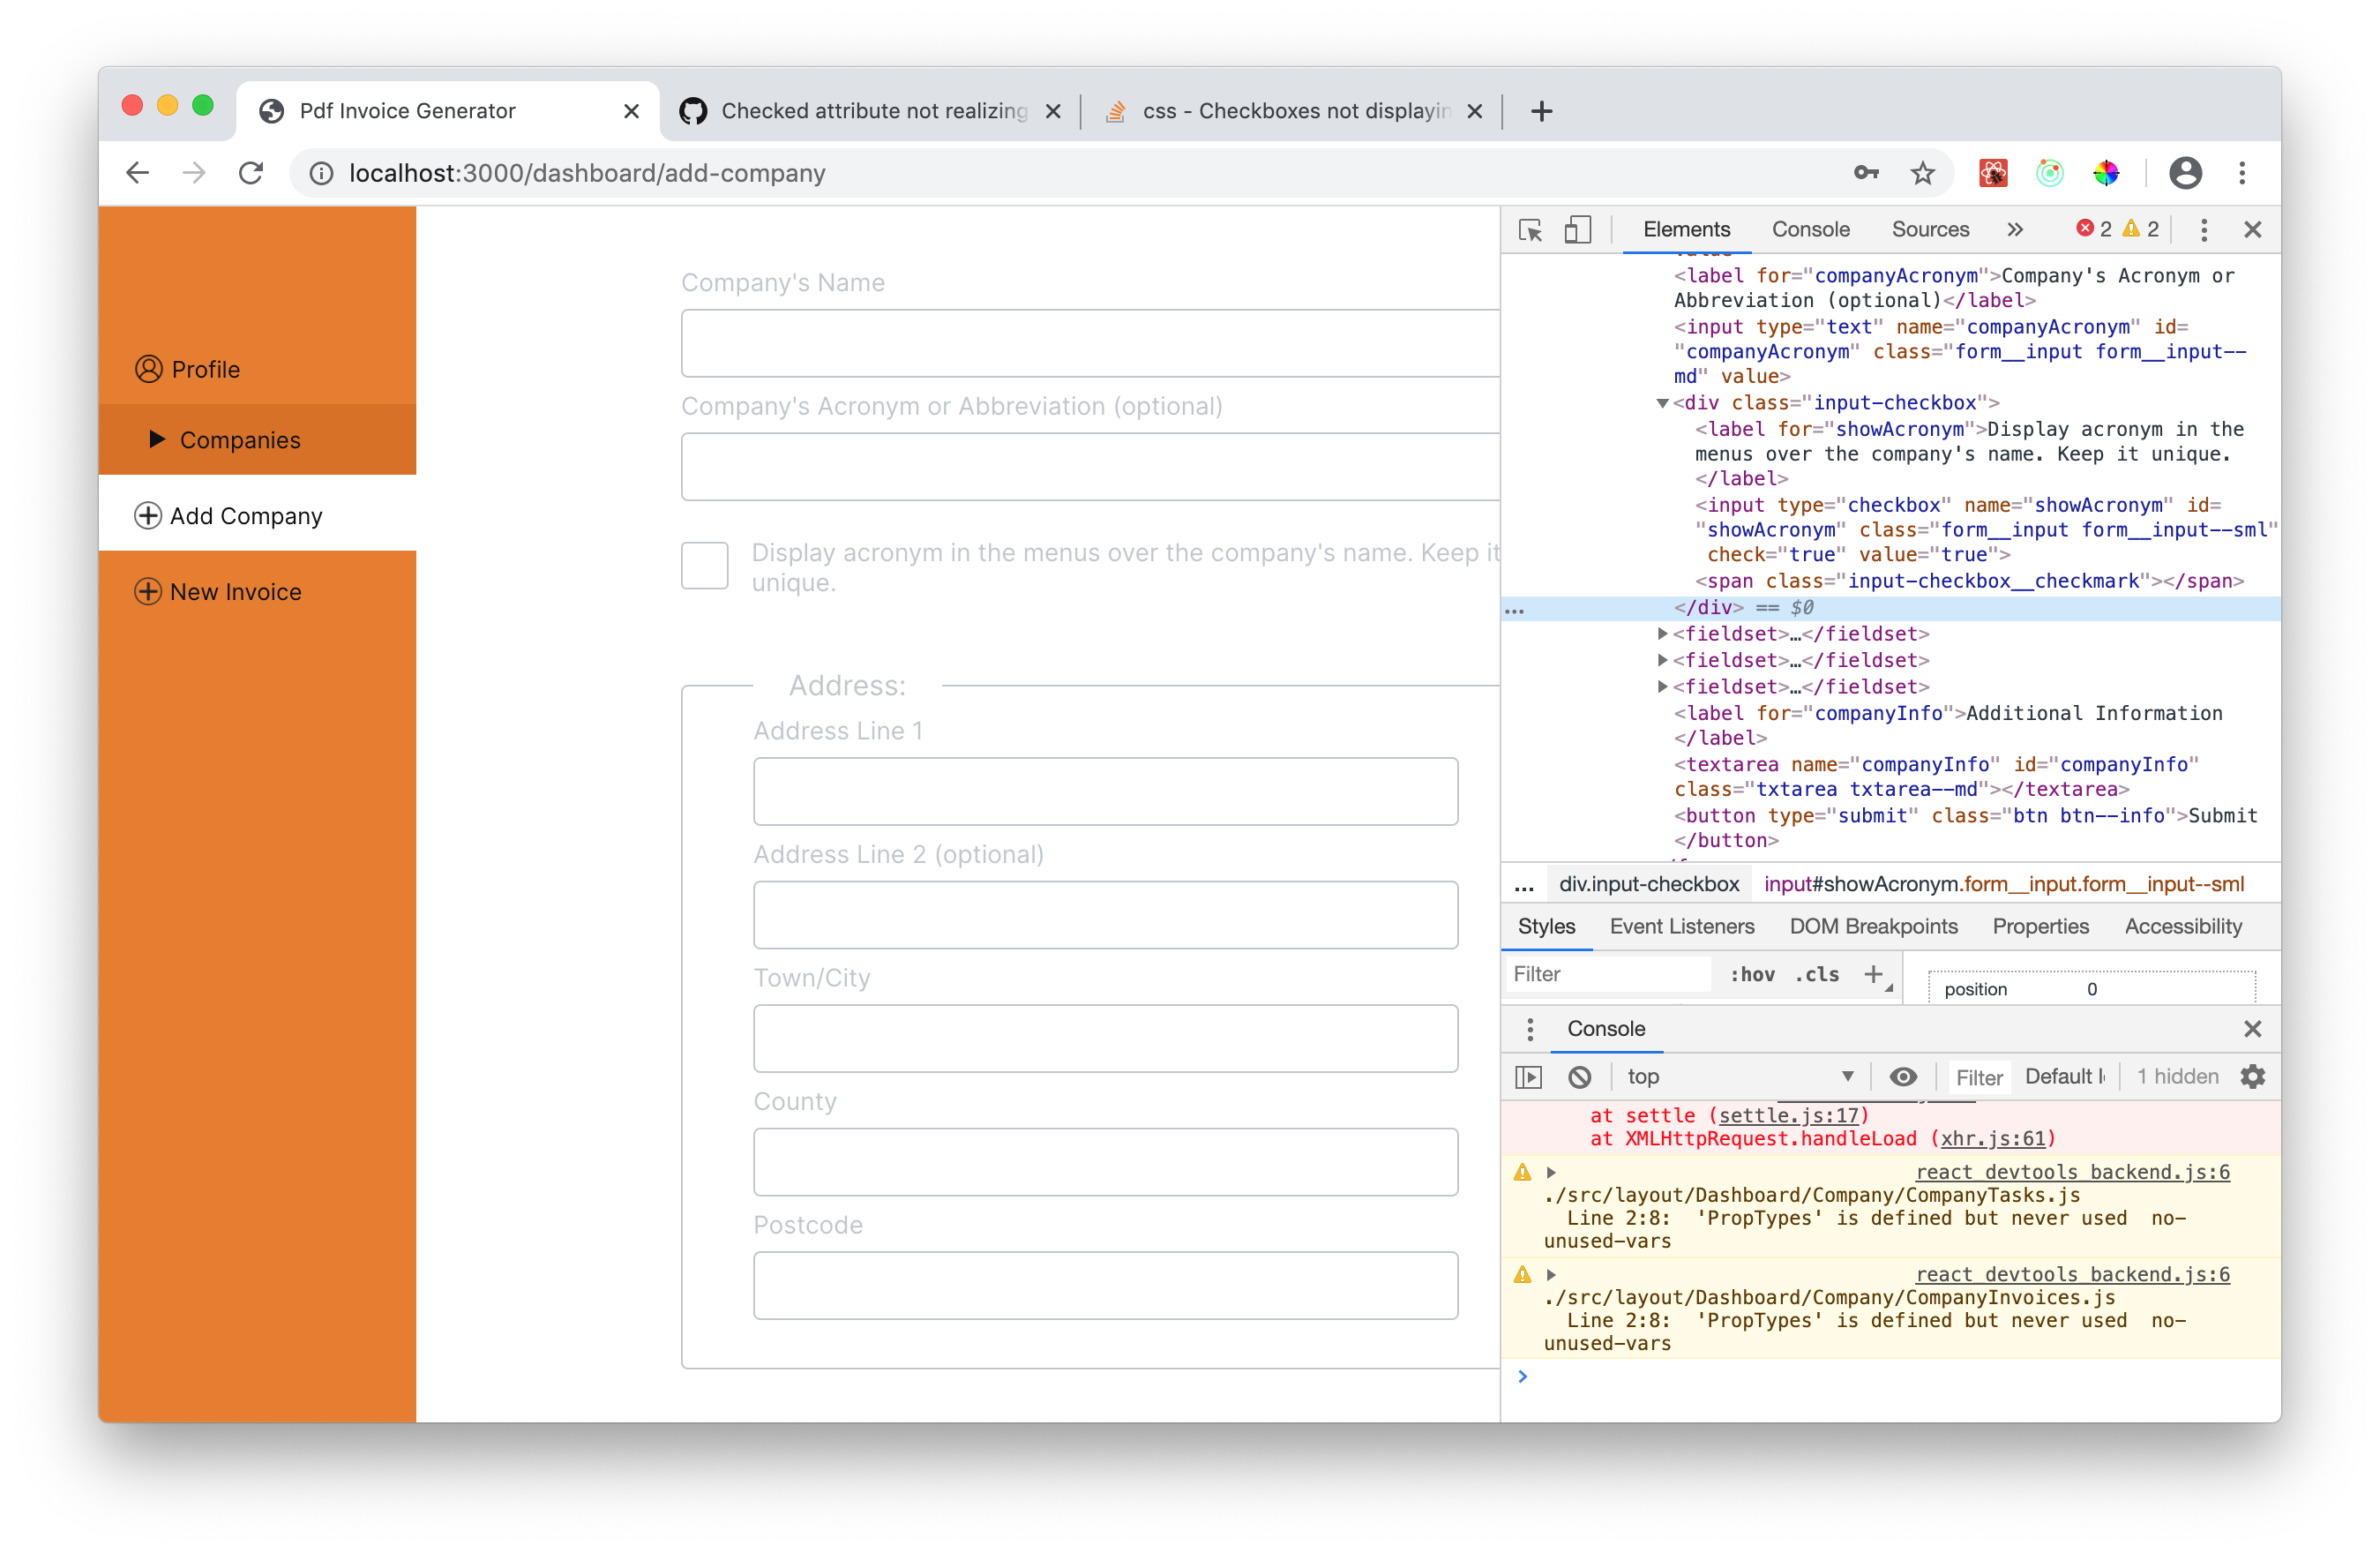 Pdf Invoice Generator
Checked attribute not realizing
css - Checkboxes not displayin
localhost:3000/dashboard/add-company
Profile
Companies
Add Company
New Invoice
Company's Name
Company's Acronym or Abbreviation (optional)
Display acronym in the menus over the company's name. Keep it
unique.
Address:
Address Line 1
Address Line 2 (optional)
Town/City
County
Postcode
Elements Console Sources » 2 2
<label for="companyAcronym">Company's Acronym or
Abbreviation (optional)</label>
<input type="text" name="companyAcronym" id=
"companyAcronym" class="form__input form__input--
md" value>
<div class="input-checkbox">
<label for="showAcronym">Display acronym in the
menus over the company's name. Keep it unique.
</label>
<input type="checkbox" name="showAcronym" id=
"showAcronym" class="form__input form__input--sml"
check="true" value="true">
<span class="input-checkbox__checkmark"></span>
… </div> == $0
<fieldset>…</fieldset>
<fieldset>…</fieldset>
<fieldset>…</fieldset>
<label for="companyInfo">Additional Information
</label>
<textarea name="companyInfo" id="companyInfo"
class="txtarea txtarea--md"></textarea>
<button type="submit" class="btn btn--info">Submit
</button>
… div.input-checkbox input#showAcronym.form__input.form__input--sml
Styles Event Listeners DOM Breakpoints Properties Accessibility
Filter :hov .cls +
position 0
Console
top Filter Default 1 hidden
at settle (settle.js:17)
at XMLHttpRequest.handleLoad (xhr.js:61)
react_devtools_backend.js:6
./src/layout/Dashboard/Company/CompanyTasks.js
Line 2:8: 'PropTypes' is defined but never used no-
unused-vars
react_devtools_backend.js:6
./src/layout/Dashboard/Company/CompanyInvoices.js
Line 2:8: 'PropTypes' is defined but never used no-
unused-vars